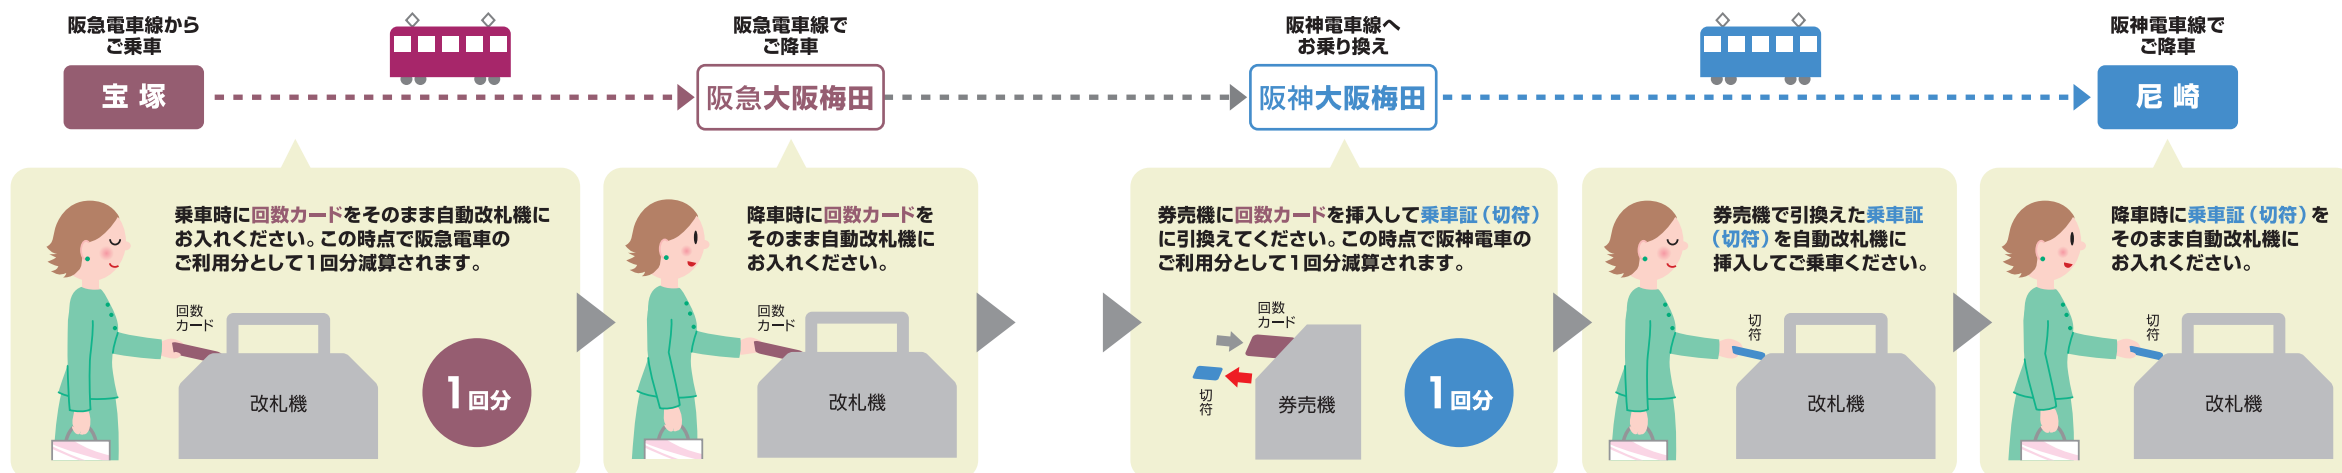 阪急電車線から
ご乗車
宝塚
阪急電車線で
ご降車
阪急大阪梅田
阪神電車線へ
お乗り換え
阪神大阪梅田
阪神電車線で
ご降車
尼崎
乗車時に回数カードをそのまま自動改札機に
お入れください。この時点で阪急電車の
ご利用分として1回分減算されます。
回数
カード
改札機
1回分
降車時に回数カードを
そのまま自動改札機に
お入れください。
回数
カード
改札機
券売機に回数カードを挿入して乗車証(切符)
に引換えてください。この時点で阪神電車の
ご利用分として1回分減算されます。
回数
カード
切符
券売機
1回分
券売機で引換えた乗車証
(切符)を自動改札機に
挿入してご乗車ください。
切符
改札機
降車時に乗車証(切符)を
そのまま自動改札機に
お入れください。
切符
改札機